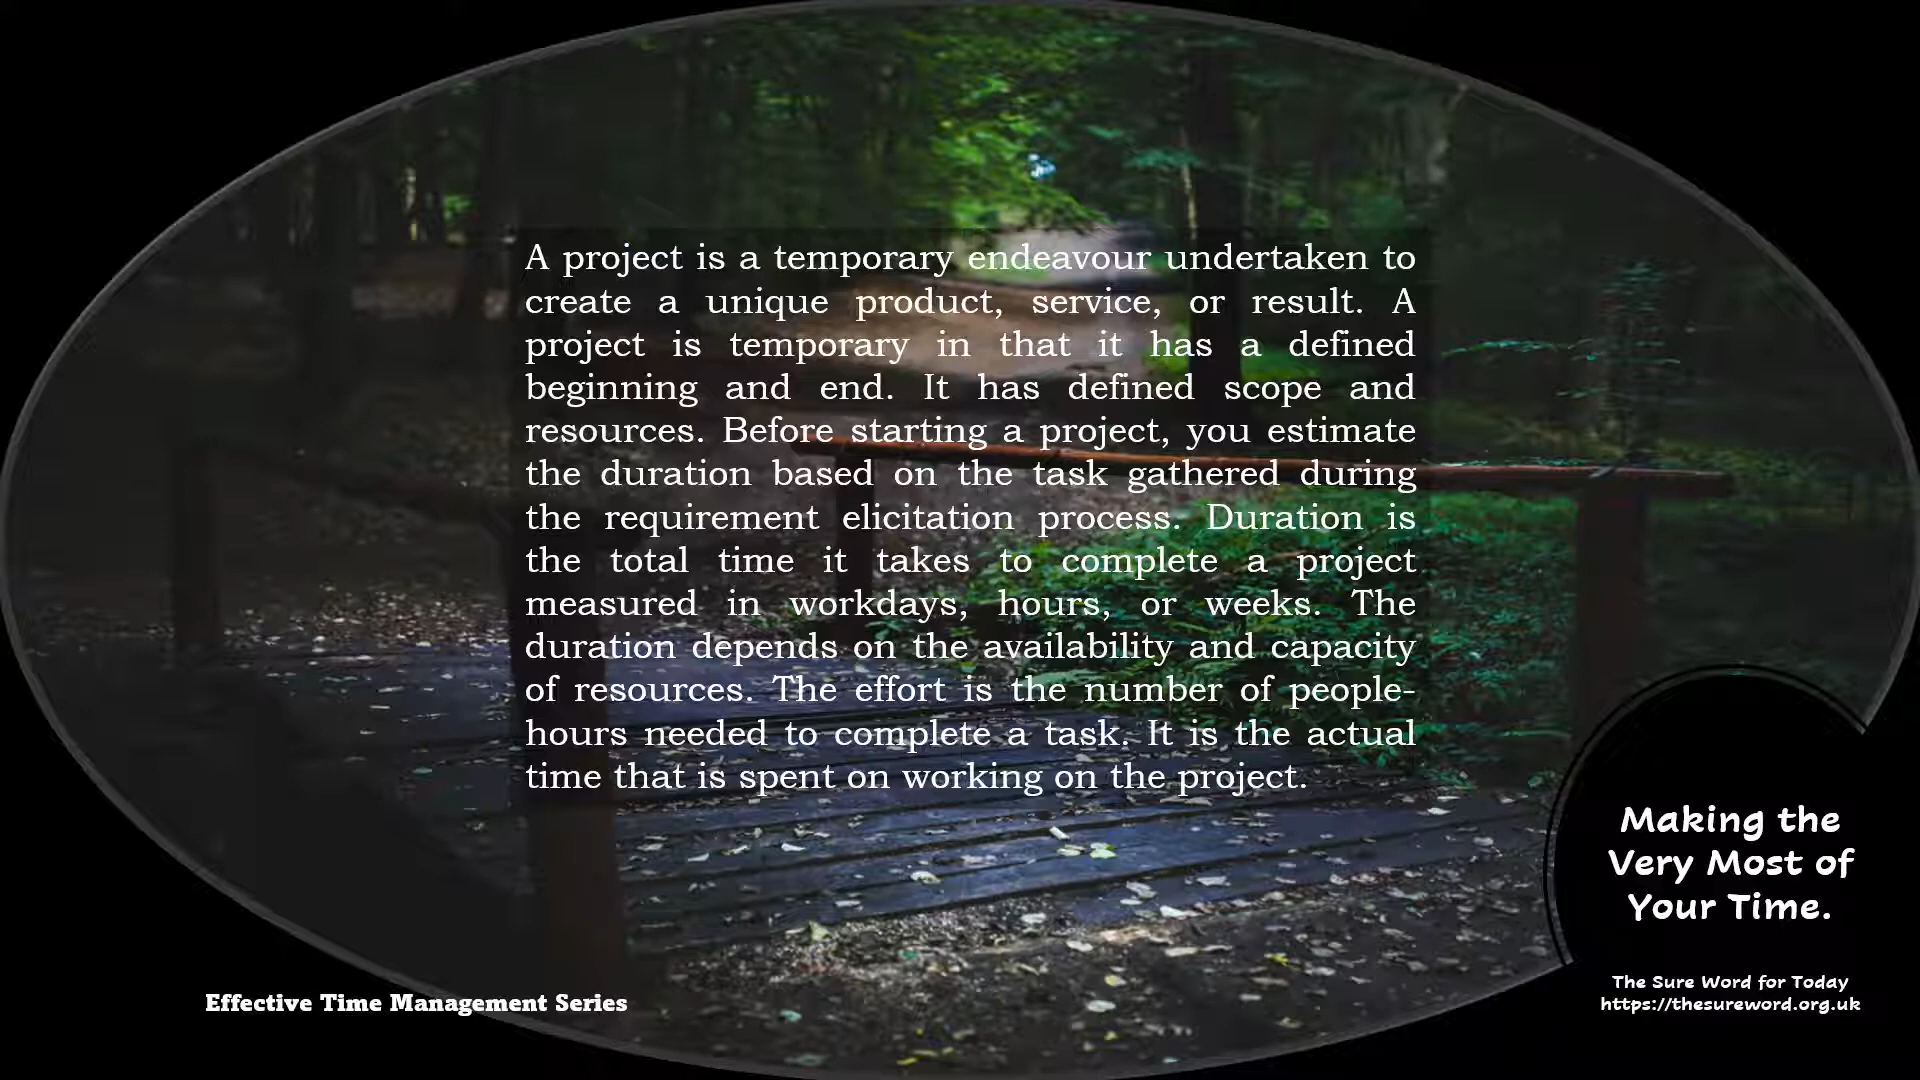 A project is a temporary endeavour undertaken to
create a unique product, service, or result. A
project is temporary in that it has a defined
beginning and end. It has defined scope and
resources. Before starting a project, you estimate
the duration based on the task gathered during
the requirement elicitation process. Duration is
the total time it takes to complete a project
measured in workdays, hours, or weeks. The
duration depends on the availability and capacity
of resources. The effort is the number of people-
hours needed to complete a task. It is the actual
time that is spent on working on the project.
Making the
Very Most of
Your Time.
The Sure Word for Today
https://thesureword.org.uk
Effective Time Management Series